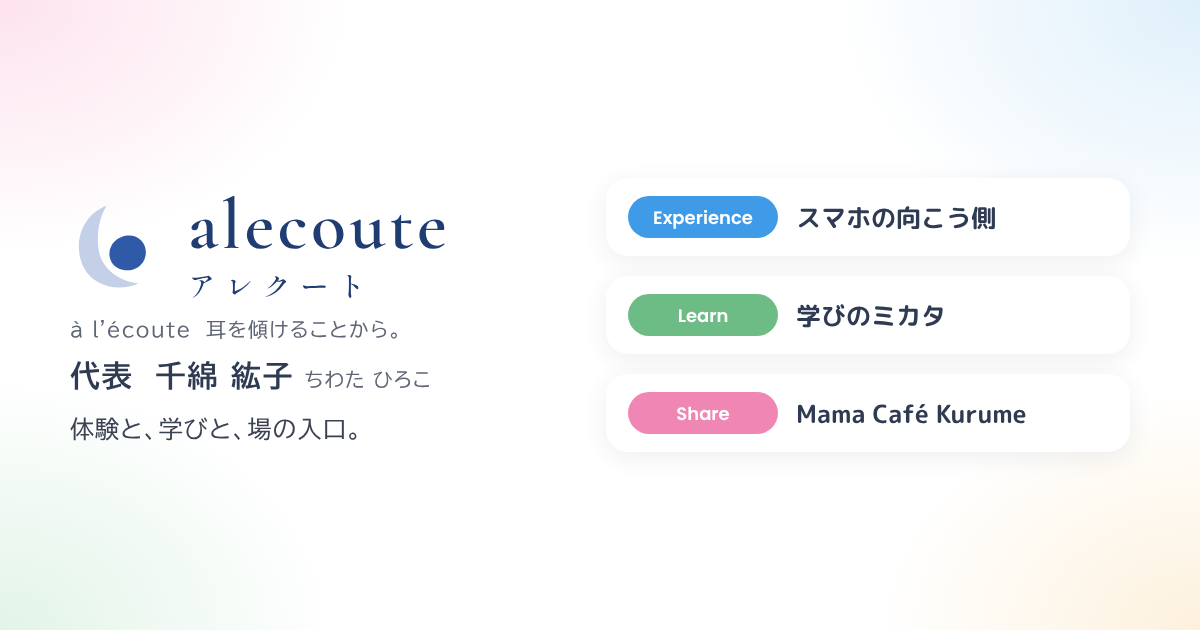 alecoute
アレクート
à l’écoute 耳を傾けることから。
代表 千綿 紘子 ちわた ひろこ
体験と、学びと、場の入口。
Experience スマホの向こう側
Learn 学びのミカタ
Share Mama Café Kurume